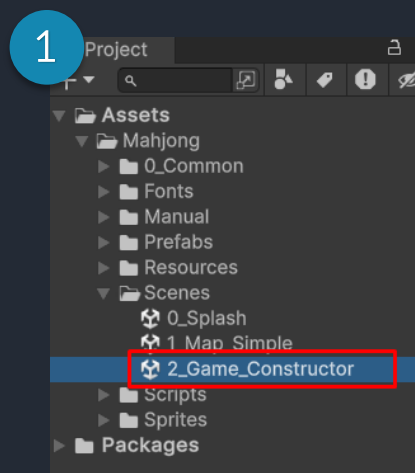 1
Project
Assets
Mahjong
0_Common
Fonts
Manual
Prefabs
Resources
Scenes
0_Splash
1_Map_Simple
2_Game_Constructor
Scripts
Sprites
Packages